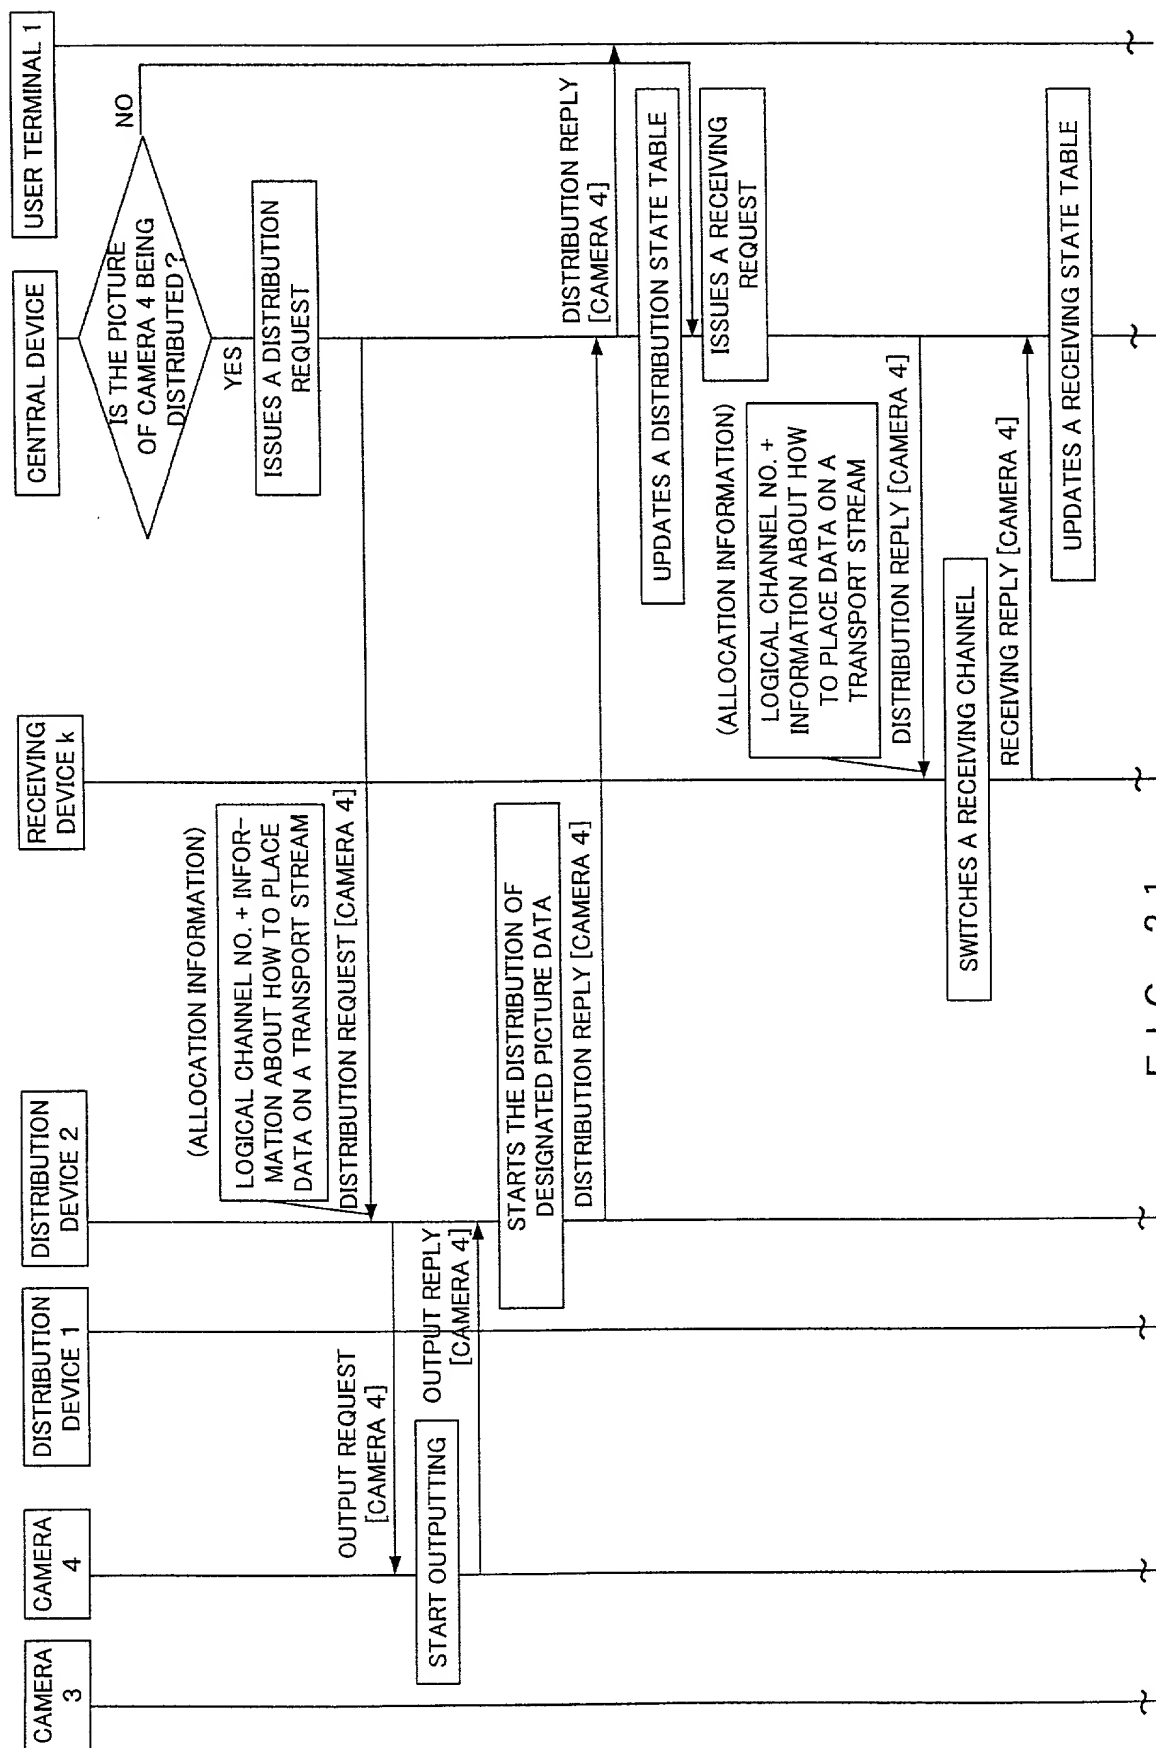 CAMERA
3
CAMERA
4
DISTRIBUTION
DEVICE 1
DISTRIBUTION
DEVICE 2
RECEIVING
DEVICE k
CENTRAL DEVICE
USER TERMINAL 1
IS THE PICTURE
OF CAMERA 4 BEING
DISTRIBUTED?
NO
YES
ISSUES A DISTRIBUTION
REQUEST
(ALLOCATION INFORMATION)
LOGICAL CHANNEL NO. + INFOR-
MATION ABOUT HOW TO PLACE
DATA ON A TRANSPORT STREAM
DISTRIBUTION REQUEST [CAMERA 4]
OUTPUT REQUEST
[CAMERA 4]
START OUTPUTTING
OUTPUT REPLY
[CAMERA 4]
STARTS THE DISTRIBUTION OF
DESIGNATED PICTURE DATA
DISTRIBUTION REPLY [CAMERA 4]
DISTRIBUTION REPLY
[CAMERA 4]
UPDATES A DISTRIBUTION STATE TABLE
ISSUES A RECEIVING
REQUEST
(ALLOCATION INFORMATION)
LOGICAL CHANNEL NO. +
INFORMATION ABOUT HOW
TO PLACE DATA ON A
TRANSPORT STREAM
DISTRIBUTION REPLY [CAMERA 4]
SWITCHES A RECEIVING CHANNEL
RECEIVING REPLY [CAMERA 4]
UPDATES A RECEIVING STATE TABLE